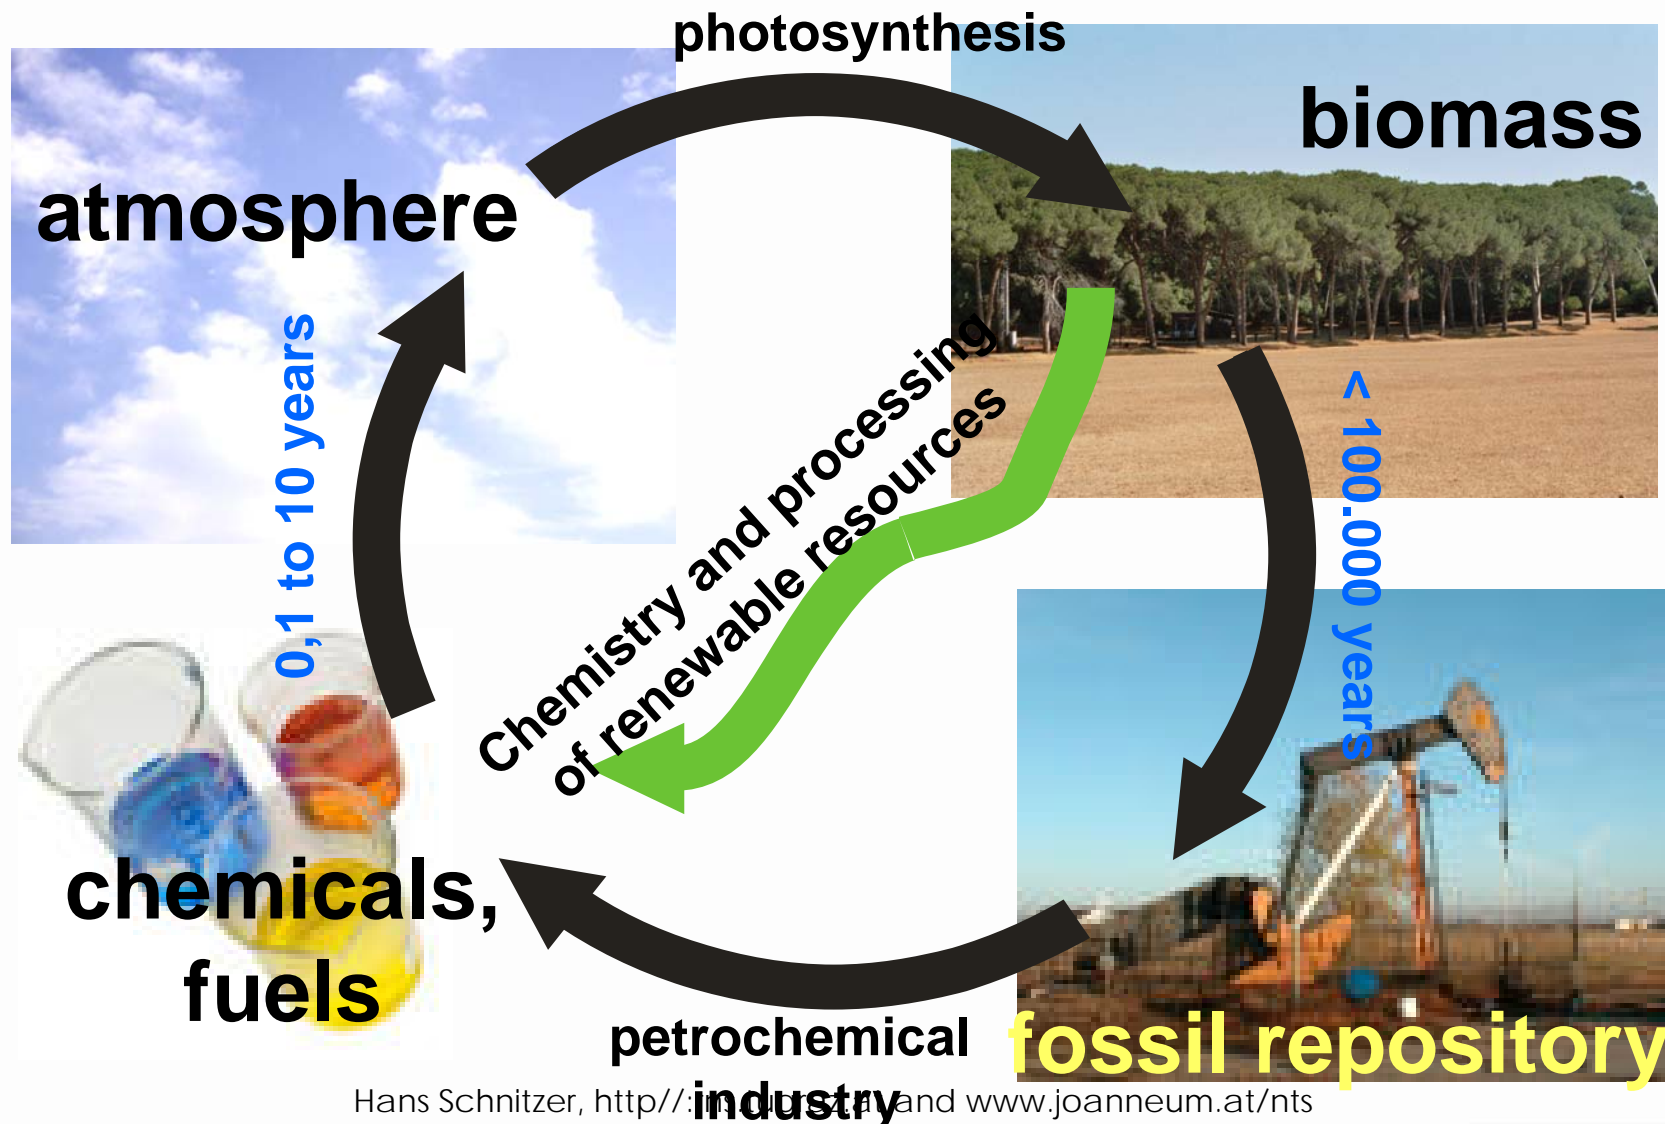 photosynthesis
biomass
atmosphere
0,1 to 10 years
< 100.000 years
Chemistry and processing
of renewable resources
chemicals,
fuels
petrochemical
industry
fossil repository
Hans Schnitzer, http//: and www.joanneum.at/nts